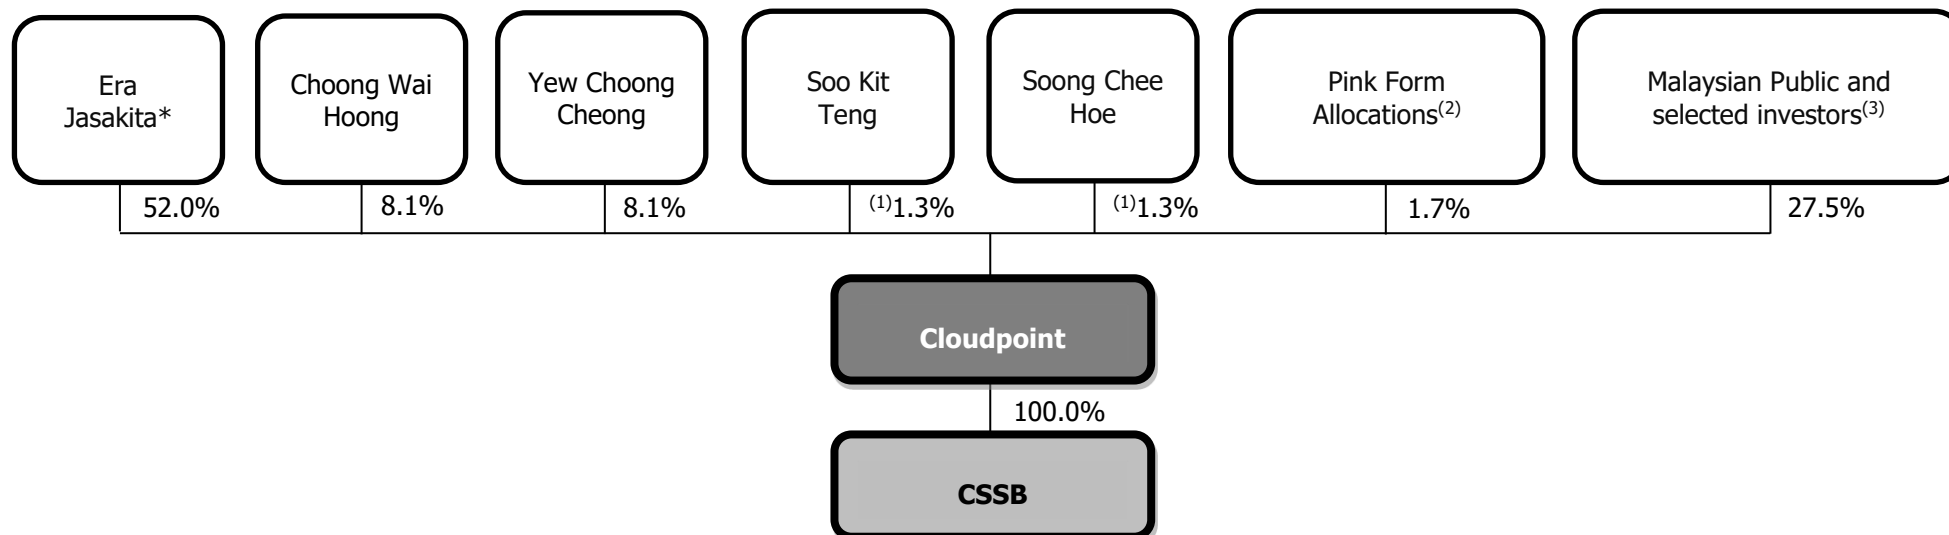 Era
Jasakita*
Choong Wai
Hoong
Yew Choong
Cheong
Soo Kit
Teng
Soong Chee
Hoe
Pink Form
Allocations(2)
Malaysian Public and
selected investors(3)
52.0%
8.1%
8.1%
(1)1.3%
(1)1.3%
1.7%
27.5%
Cloudpoint
100.0%
CSSB